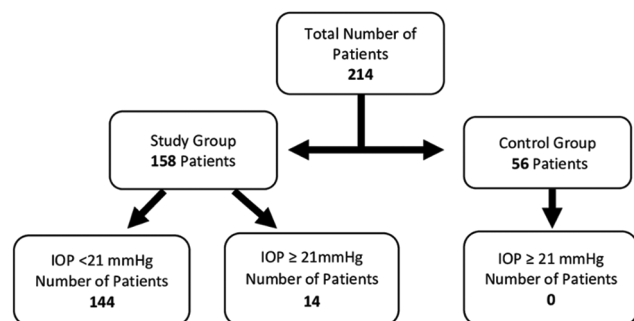 Total Number of
Patients
214
Study Group
158 Patients
Control Group
56 Patients
IOP <21 mmHg
Number of Patients
144
IOP ≥ 21mmHg
Number of Patients
14
IOP ≥ 21 mmHg
Number of Patients
0